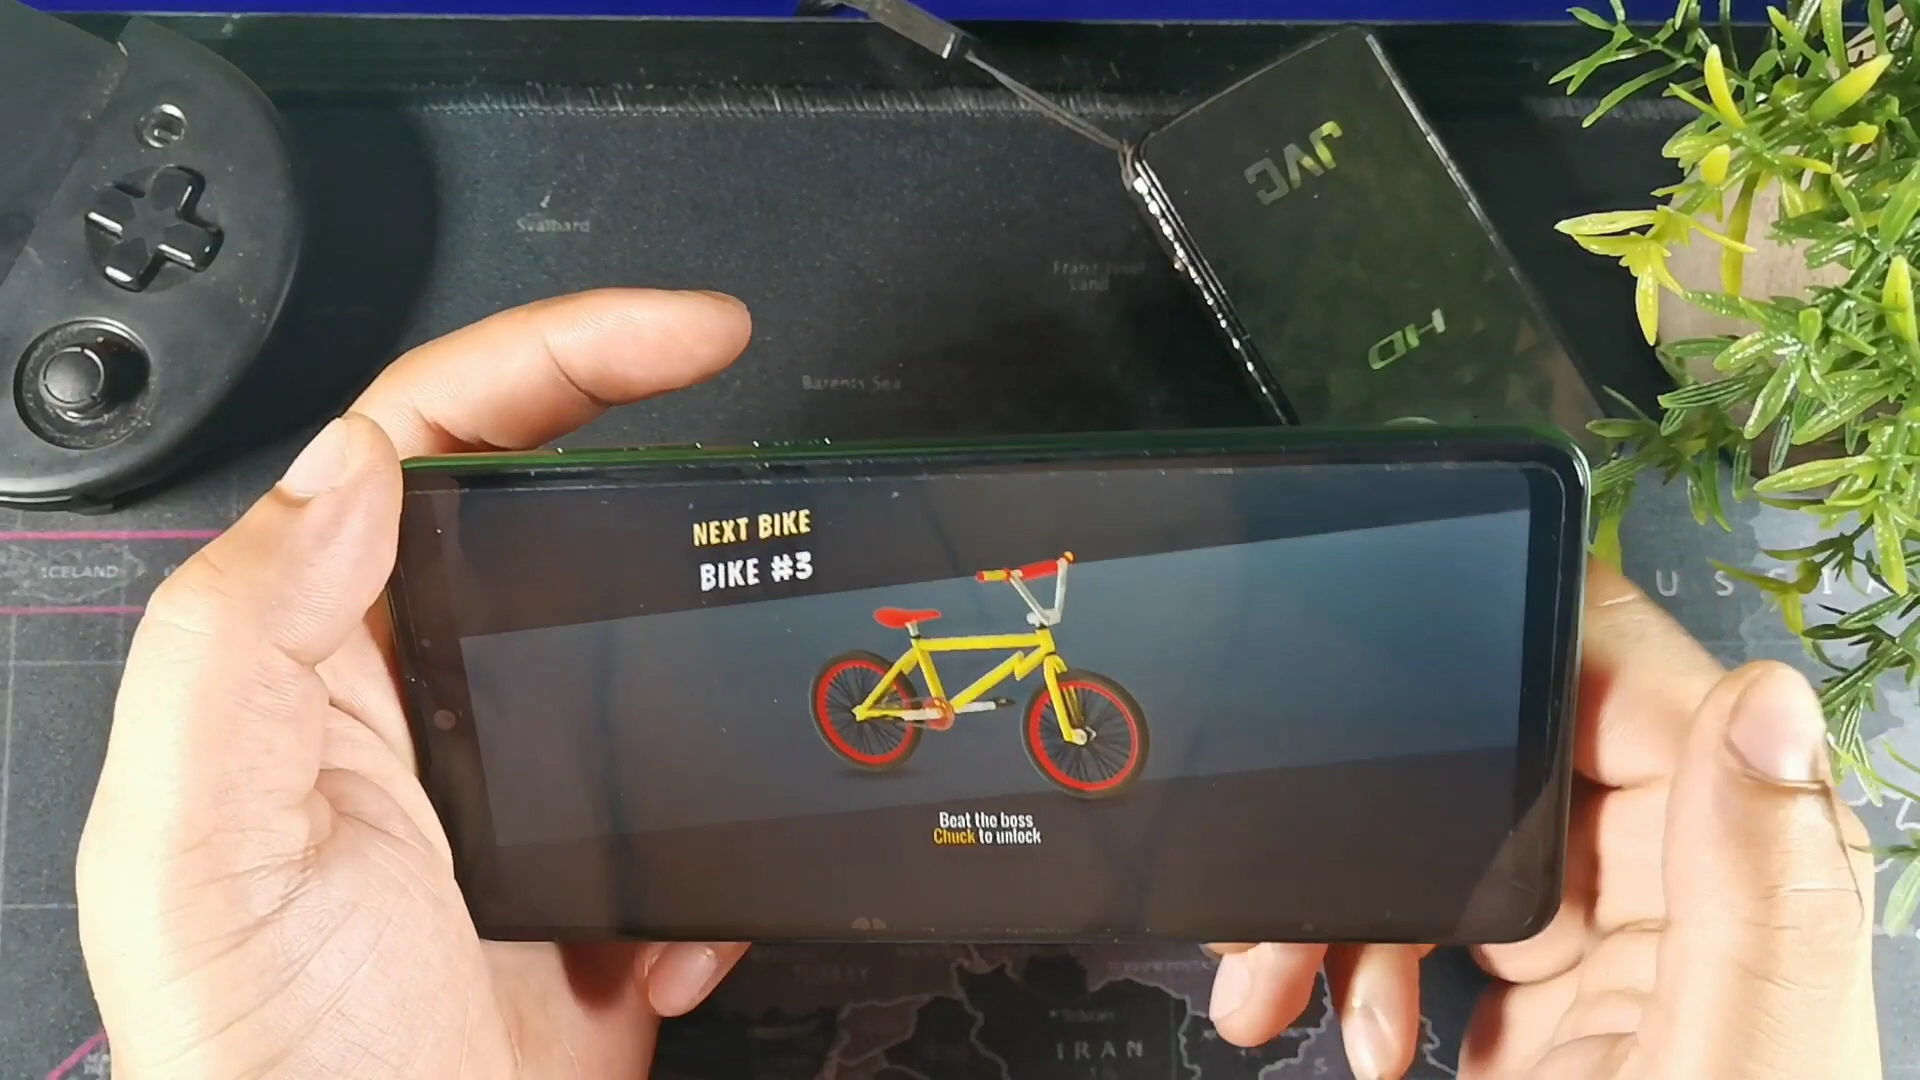 JVC
Svalbard
Franz Josef
Land
HD
Barents Sea
NEXT BIKE
BIKE #3
ICELAND
Beat the boss
Chuck to unlock
TURKEY
IRAN